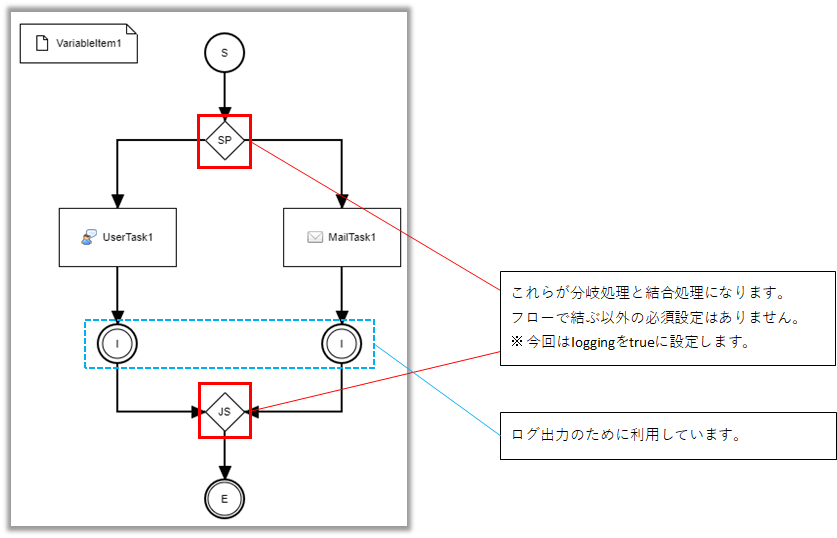 VariableItem1
S
SP
UserTask1
MailTask1
I
I
JS
E
これらが分岐処理と結合処理になります。
フローで結ぶ以外の必須設定はありません。
※今回はloggingをtrueに設定します。
ログ出力のために利用しています。